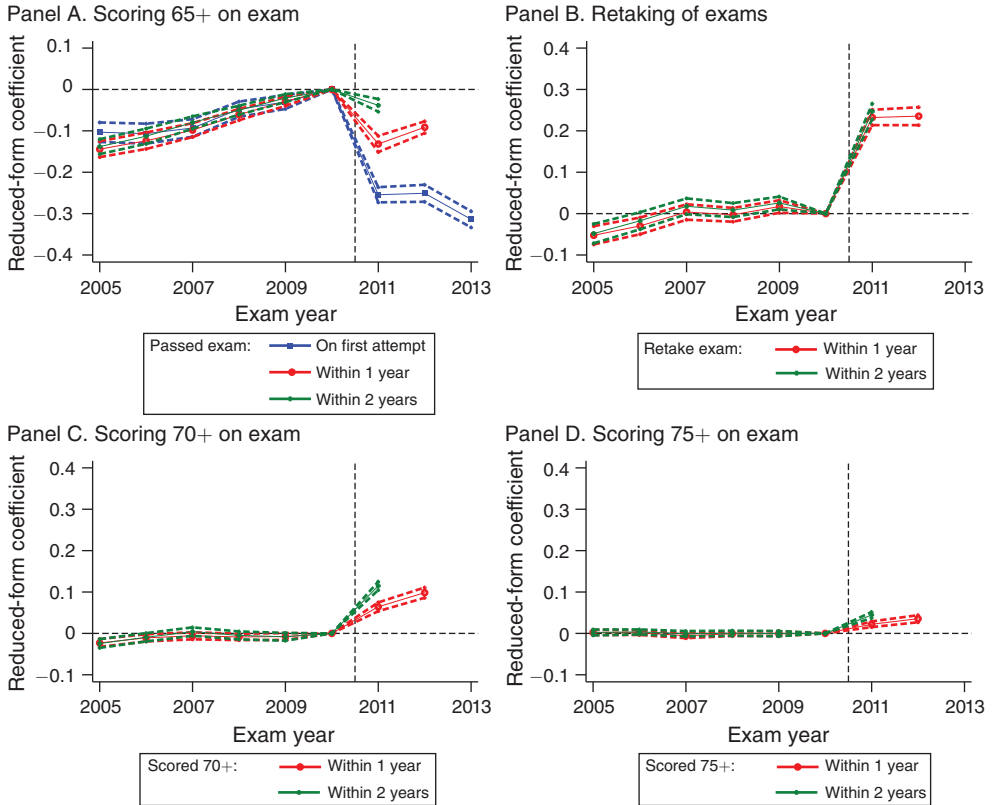 Panel A. Scoring 65+ on exam
Reduced-form coefficient
0.1
0
−0.1
−0.2
−0.3
−0.4
2005 2007 2009 2011 2013
Exam year
Passed exam: On first attempt
Within 1 year
Within 2 years
Panel B. Retaking of exams
Reduced-form coefficient
0.4
0.3
0.2
0.1
0
−0.1
2005 2007 2009 2011 2013
Exam year
Retake exam: Within 1 year
Within 2 years
Panel C. Scoring 70+ on exam
Reduced-form coefficient
0.4
0.3
0.2
0.1
0
−0.1
2005 2007 2009 2011 2013
Exam year
Scored 70+: Within 1 year
Within 2 years
Panel D. Scoring 75+ on exam
Reduced-form coefficient
0.4
0.3
0.2
0.1
0
−0.1
2005 2007 2009 2011 2013
Exam year
Scored 75+: Within 1 year
Within 2 years